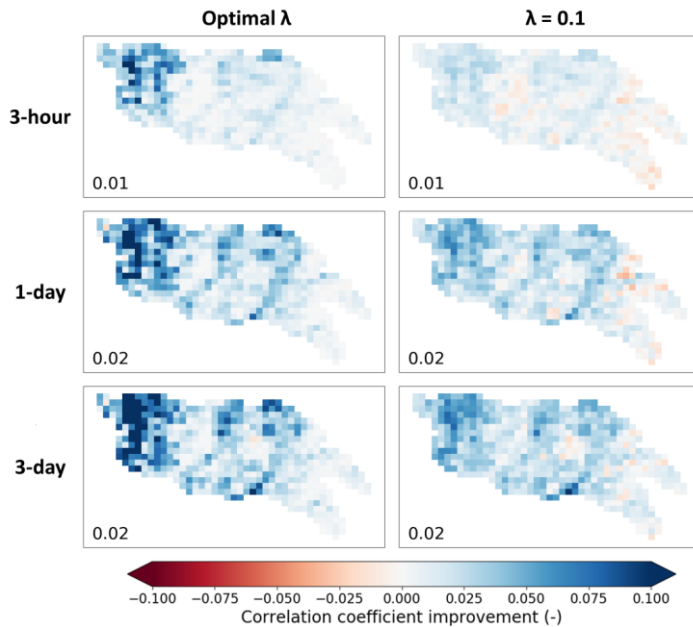 Optimal λ
λ = 0.1
3-hour
0.01
0.01
1-day
0.02
0.02
3-day
0.02
0.02
−0.100 −0.075 −0.050 −0.025 0.000 0.025 0.050 0.075 0.100
Correlation coefficient improvement (-)